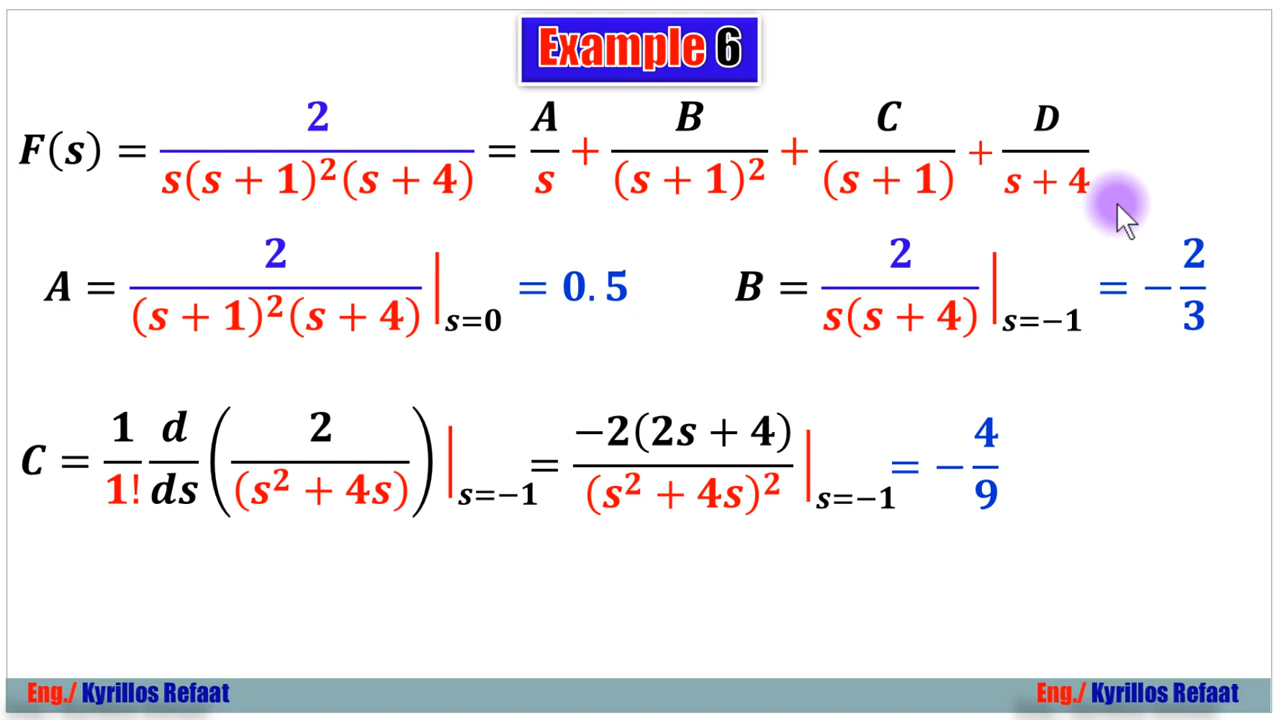 Example 6
F(s) = 2 / (s(s + 1)²(s + 4)) = A/s + B/(s + 1)² + C/(s + 1) + D/(s + 4)
A = 2 / ((s + 1)²(s + 4)) |s=0 = 0.5
B = 2 / (s(s + 4)) |s=−1 = −2/3
C = 1/1! d/ds (2 / (s² + 4s)) |s=−1 = −2(2s + 4) / (s² + 4s)² |s=−1 = −4/9
Eng./ Kyrillos Refaat
Eng./ Kyrillos Refaat